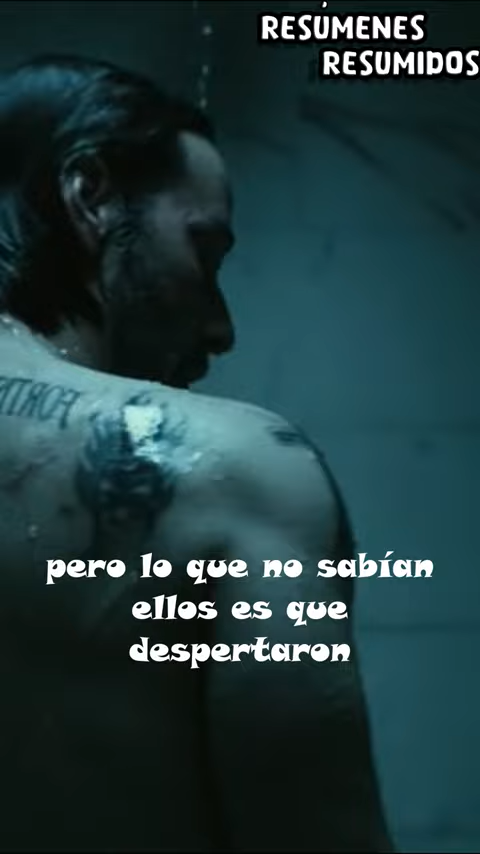 RESÚMENES
RESUMIDOS
pero lo que no sabían
ellos es que
despertaron